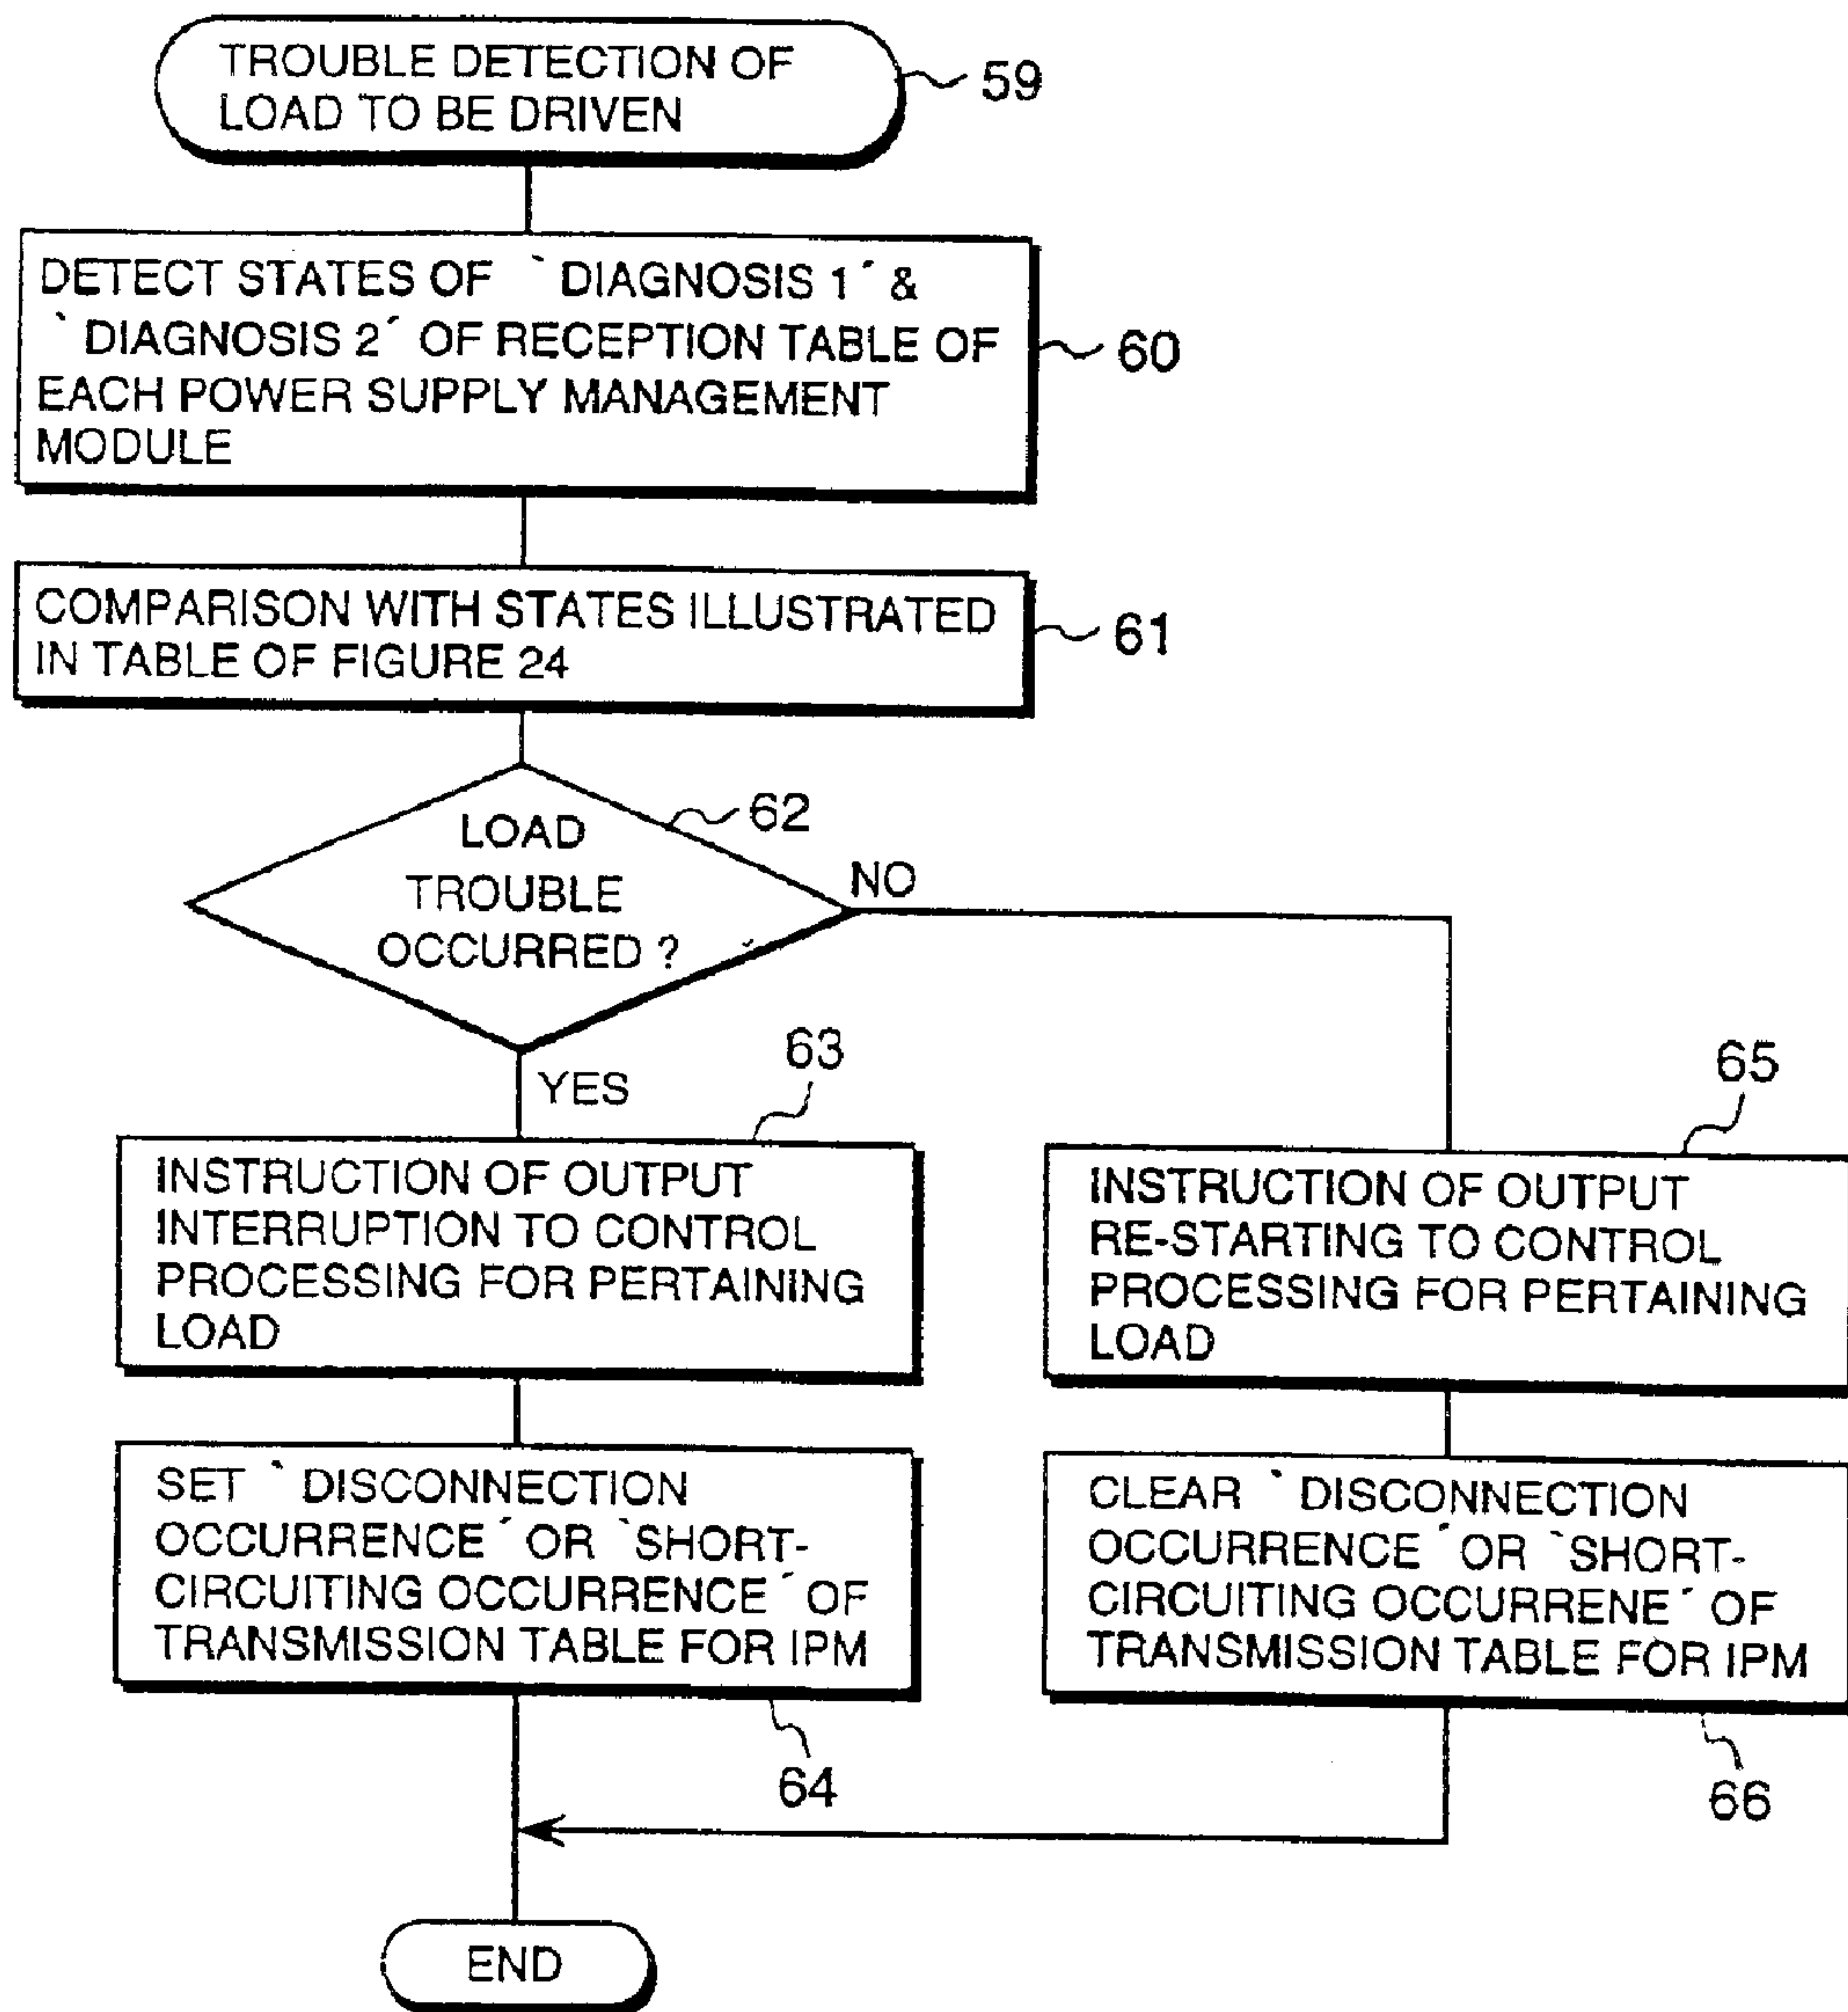 TROUBLE DETECTION OF
LOAD TO BE DRIVEN
59
DETECT STATES OF `DIAGNOSIS 1´ &
`DIAGNOSIS 2´ OF RECEPTION TABLE OF
EACH POWER SUPPLY MANAGEMENT
MODULE
60
COMPARISON WITH STATES ILLUSTRATED
IN TABLE OF FIGURE 24
61
LOAD
TROUBLE
OCCURRED ?
62
NO
YES
63
INSTRUCTION OF OUTPUT
INTERRUPTION TO CONTROL
PROCESSING FOR PERTAINING
LOAD
65
INSTRUCTION OF OUTPUT
RE-STARTING TO CONTROL
PROCESSING FOR PERTAINING
LOAD
SET `DISCONNECTION
OCCURRENCE´ OR `SHORT-
CIRCUITING OCCURRENCE´ OF
TRANSMISSION TABLE FOR IPM
64
CLEAR `DISCONNECTION
OCCURRENCE´ OR `SHORT-
CIRCUITING OCCURRENE´ OF
TRANSMISSION TABLE FOR IPM
66
END